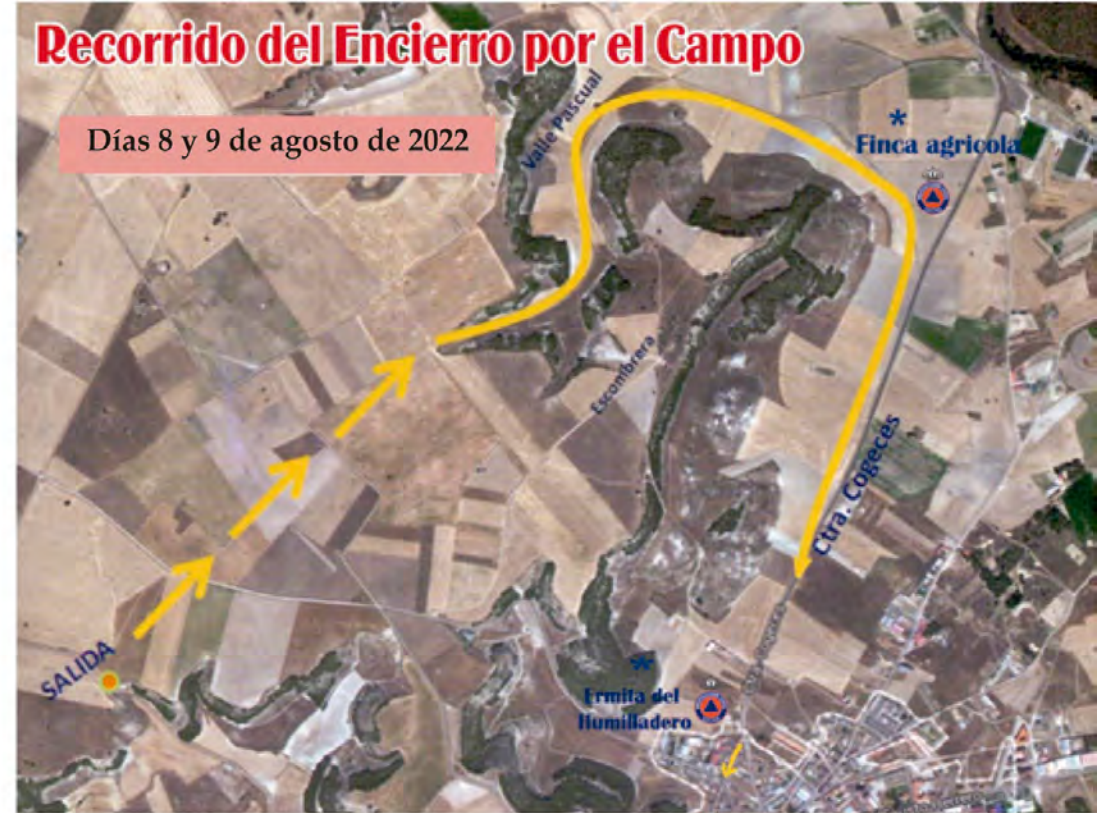 Recorrido del Encierro por el Campo
Días 8 y 9 de agosto de 2022
Valle Pascual
Finca agricola
Escombrera
Ctra. Cogeces
SALIDA
Ermita del
Humilladero